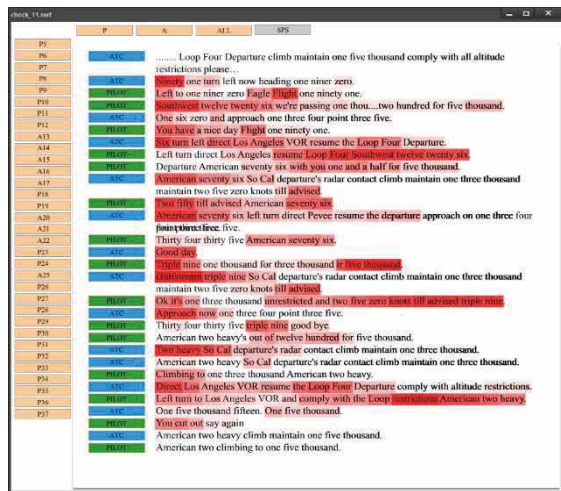 check_11.swf
P A ALL SPS
P5
P6
P7
P8
P9
P10
P11
P12
A13
A14
A15
A16
A17
P18
P19
A20
A21
A22
P23
P24
A25
P26
P27
P28
P29
P30
P31
P32
P33
P34
P35
P36
P37
ATC ........ Loop Four Departure climb maintain one five thousand comply with all altitude
restrictions please…
ATC Ninety one turn left now heading one niner zero.
PILOT Left to one niner zero Eagle Flight one ninety one.
PILOT Southwest twelve twenty six we're passing one thou....two hundred for five thousand.
ATC One six zero and approach one three four point three five.
PILOT You have a nice day Flight one ninety one.
ATC Six turn left direct Los Angeles VOR resume the Loop Four Departure.
PILOT Left turn direct Los Angeles resume Loop Four Southwest twelve twenty six.
PILOT Departure American seventy six with you one and a half for five thousand.
ATC American seventy six So Cal departure's radar contact climb maintain one three thousand
maintain two five zero knots till advised.
PILOT Two fifty till advised American seventy six.
ATC American seventy six left turn direct Pevee resume the departure approach on one three four
five.
PILOT Thirty four thirty five American seventy six.
ATC Good day.
PILOT Triple nine one thousand for three thousand ir five thousand.
ATC Gulfstream triple nine So Cal departure's radar contact climb maintain one three thousand
maintain two five zero knots till advised.
PILOT Ok it's one three thousand unrestricted and two five zero knots till advised triple nine.
ATC Approach now one three four point three five.
PILOT Thirty four thirty five triple nine good bye.
PILOT American two heavy's out of twelve hundred for five thousand.
ATC Two heavy So Cal departure's radar contact climb maintain one three thousand.
ATC American two heavy So Cal departure's radar contact climb maintain one three thousand.
PILOT Climbing to one three thousand American two heavy.
ATC Direct Los Angeles VOR resume the Loop Four Departure comply with altitude restrictions.
PILOT Left turn to Los Angeles VOR and comply with the Loop restrictions American two heavy.
ATC One five thousand fifteen. One five thousand.
PILOT You cut out say again
ATC American two heavy climb maintain one five thousand.
PILOT American two climbing to one five thousand.